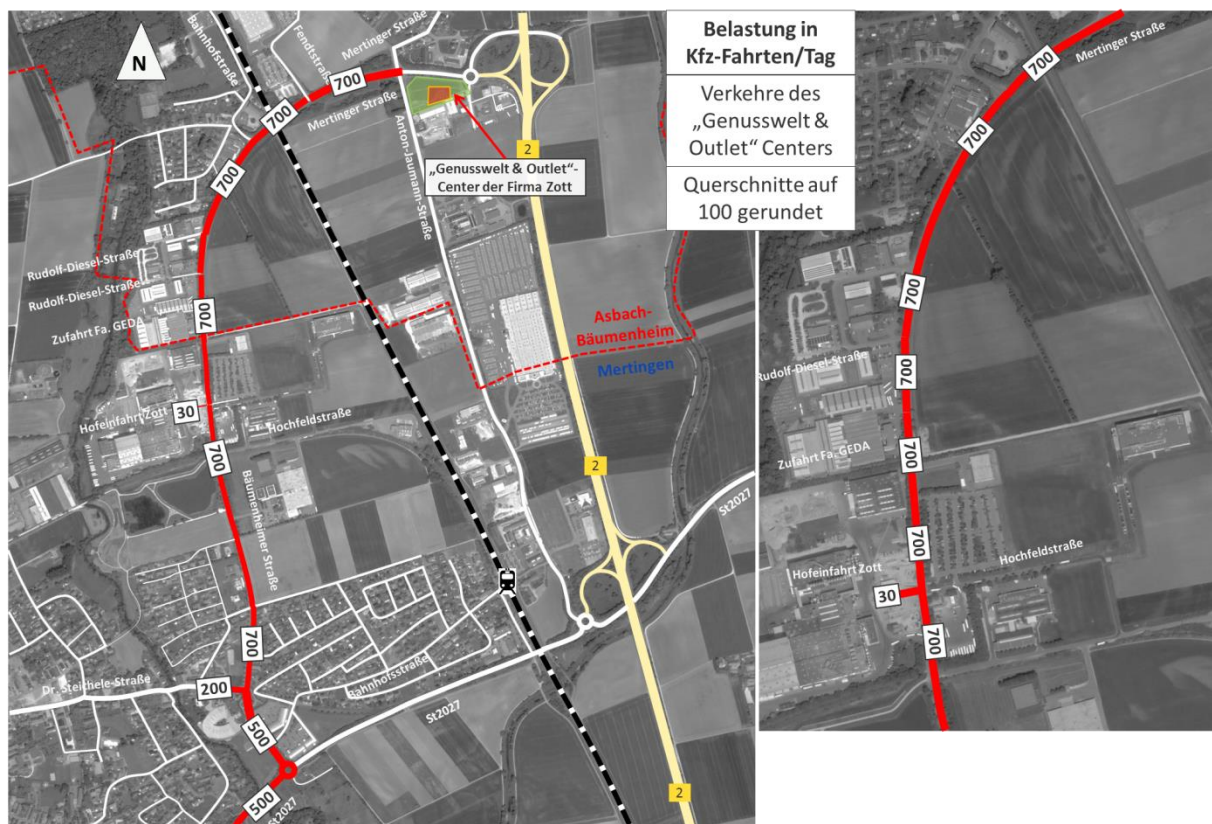 N
Bahnhofstraße
Fendtstraße
Mertinger Straße
700
700
Mertinger Straße
700
Anton-Jaumann-Straße
2
„Genusswelt & Outlet“-
Center der Firma Zott
Rudolf-Diesel-Straße
Rudolf-Diesel-Straße
700
Zufahrt Fa. GEDA
Asbach-
Bäumenheim
Mertingen
Hofeinfahrt Zott
30
Hochfeldstraße
700
Bäumenheimer Straße
2
St2027
700
Dr. Steichele-Straße
200
Bahnhofsstraße
500
St2027
500
St2027
2
Belastung in
Kfz-Fahrten/Tag
Verkehre des
„Genusswelt &
Outlet“ Centers
Querschnitte auf
100 gerundet
700
Mertinger Straße
700
700
Rudolf-Diesel-Straße
700
Zufahrt Fa. GEDA
700
700
Hochfeldstraße
Hofeinfahrt Zott
30
700